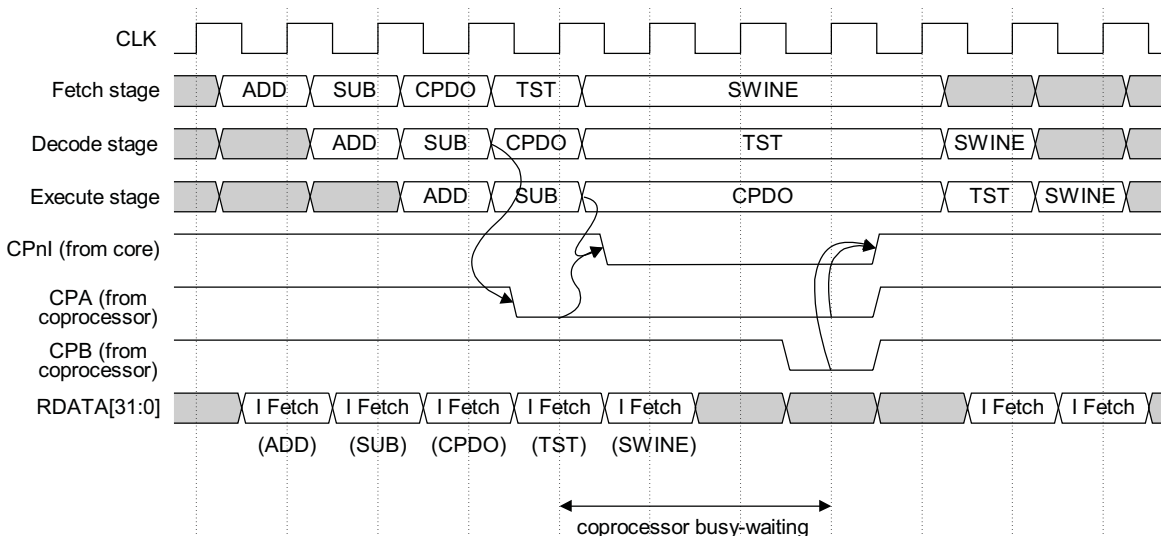 CLK
Fetch stage ADD SUB CPDO TST SWINE
Decode stage ADD SUB CPDO TST SWINE
Execute stage ADD SUB CPDO TST SWINE
CPnI (from core)
CPA (from
coprocessor)
CPB (from
coprocessor)
RDATA[31:0] I Fetch I Fetch I Fetch I Fetch I Fetch I Fetch I Fetch
(ADD) (SUB) (CPDO) (TST) (SWINE)
coprocessor busy-waiting